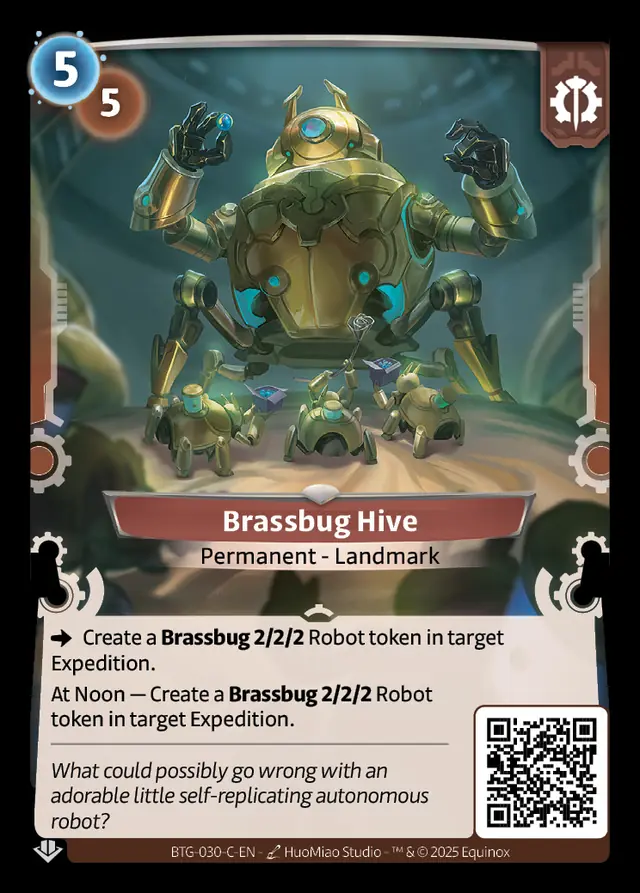 5
5
Brassbug Hive
Permanent - Landmark
Create a Brassbug 2/2/2 Robot token in target
Expedition.
At Noon — Create a Brassbug 2/2/2 Robot
token in target Expedition.
What could possibly go wrong with an
adorable little self-replicating autonomous
robot?
BTG-030-C-EN - HuoMiao Studio - ™ & © 2025 Equinox